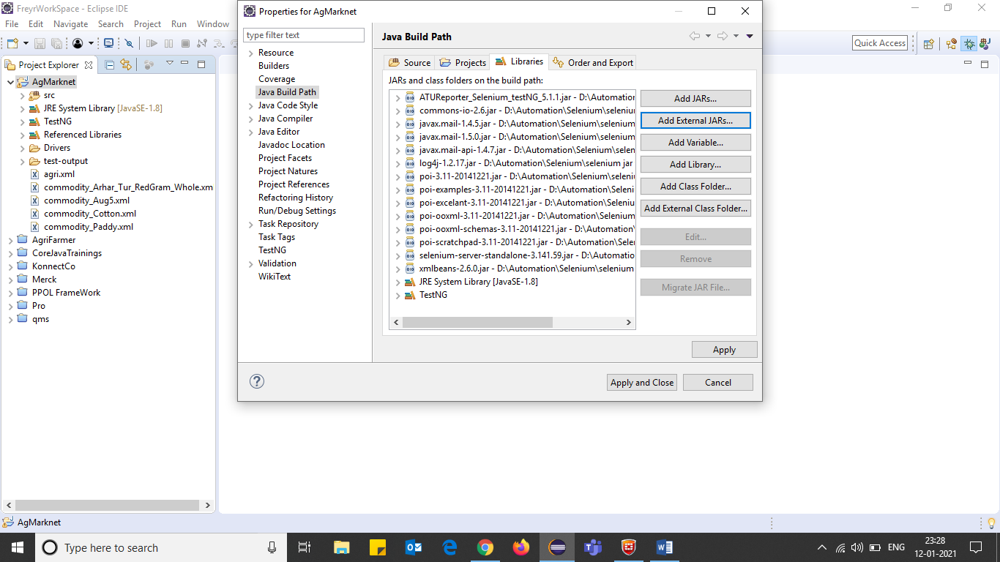 FreyrWorkSpace - Eclipse IDE
File Edit Navigate Search Project Run Window
Quick Access
Project Explorer
AgMarknet
src
JRE System Library [JavaSE-1.8]
TestNG
Referenced Libraries
Drivers
test-output
agri.xml
commodity_Arhar_Tur_RedGram_Whole.xm
commodity_Aug5.xml
commodity_Cotton.xml
commodity_Paddy.xml
AgriFarmer
CoreJavaTrainings
KonnectCo
Merck
PPOL FrameWork
Pro
qms
Properties for AgMarknet
type filter text
Resource
Builders
Coverage
Java Build Path
Java Code Style
Java Compiler
Java Editor
Javadoc Location
Project Facets
Project Natures
Project References
Refactoring History
Run/Debug Settings
Task Repository
Task Tags
TestNG
Validation
WikiText
Java Build Path
Source Projects Libraries Order and Export
JARs and class folders on the build path:
ATUReporter_Selenium_testNG_5.1.1.jar - D:\Automation
commons-io-2.6.jar - D:\Automation\Selenium\seleniu
javax.mail-1.4.5.jar - D:\Automation\Selenium\selenium
javax.mail-1.5.0.jar - D:\Automation\Selenium\selenium
javax.mail-api-1.4.7.jar - D:\Automation\Selenium\selen
log4j-1.2.17.jar - D:\Automation\Selenium\selenium jar
poi-3.11-20141221.jar - D:\Automation\Selenium\seleni
poi-examples-3.11-20141221.jar - D:\Automation\Seleni
poi-excelant-3.11-20141221.jar - D:\Automation\Seleniu
poi-ooxml-3.11-20141221.jar - D:\Automation\Selenium
poi-ooxml-schemas-3.11-20141221.jar - D:\Automation\
poi-scratchpad-3.11-20141221.jar - D:\Automation\Sele
selenium-server-standalone-3.141.59.jar - D:\Automatio
xmlbeans-2.6.0.jar - D:\Automation\Selenium\selenium
JRE System Library [JavaSE-1.8]
TestNG
Add JARs...
Add External JARs...
Add Variable...
Add Library...
Add Class Folder...
Add External Class Folder...
Edit...
Remove
Migrate JAR File...
Apply
Apply and Close Cancel
AgMarknet
Type here to search
ENG
23:28
12-01-2021